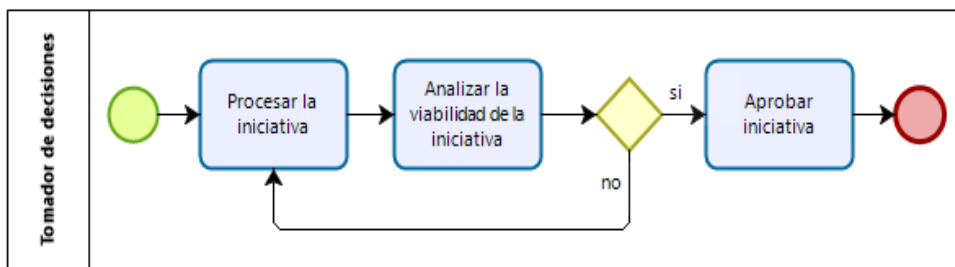 Tomador de decisiones
Procesar la
iniciativa
Analizar la
viabilidad de la
iniciativa
si
no
Aprobar
iniciativa